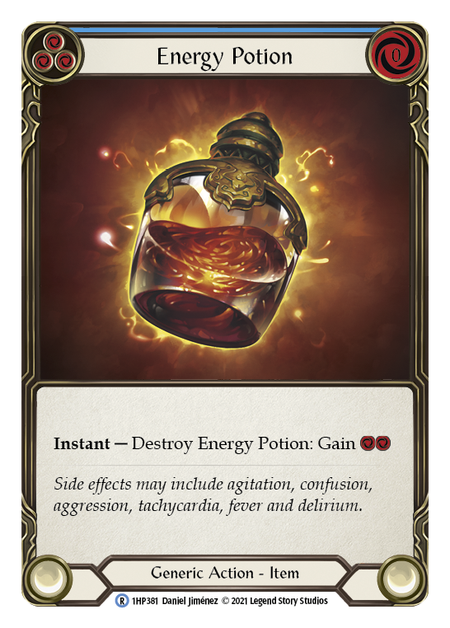 Energy Potion
0
Instant — Destroy Energy Potion: Gain
Side effects may include agitation, confusion,
aggression, tachycardia, fever and delirium.
Generic Action - Item
R 1HP381 Daniel Jiménez © 2021 Legend Story Studios